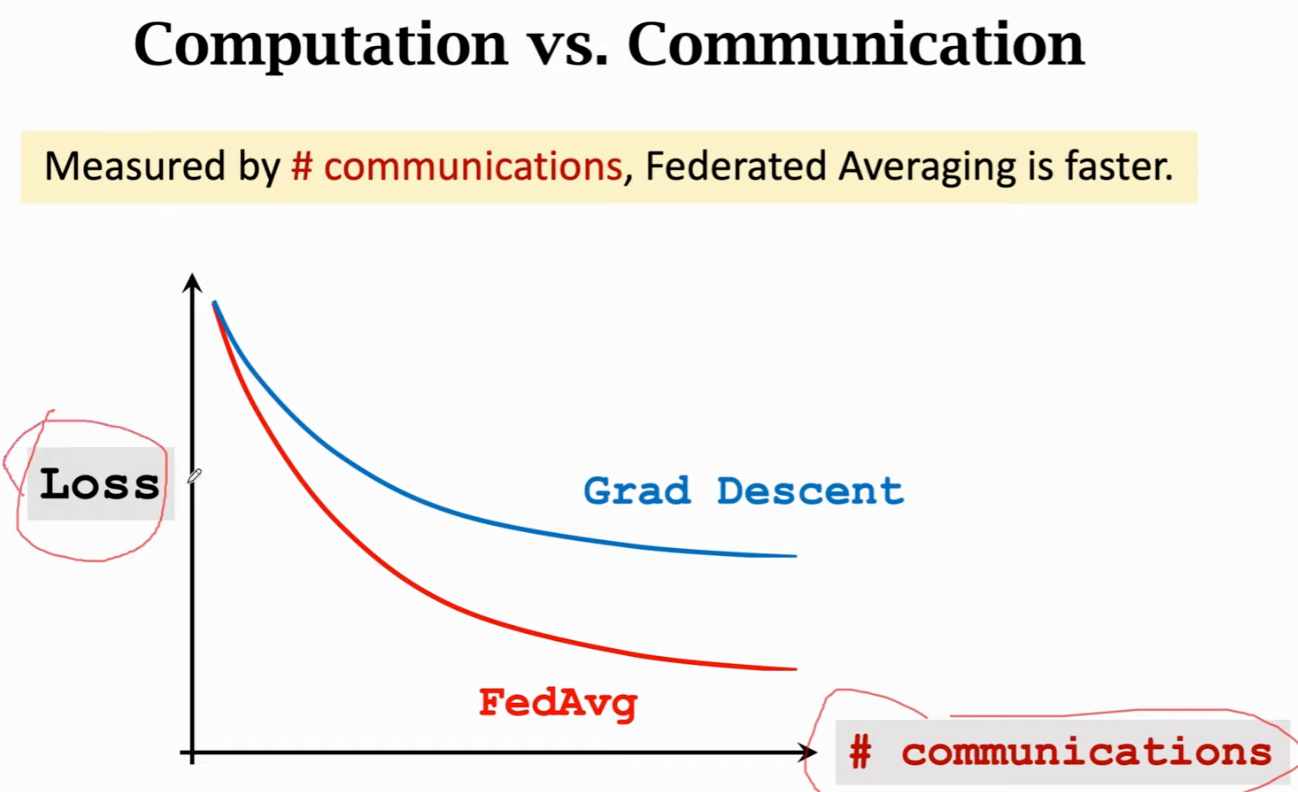 Computation vs. Communication
Measured by # communications, Federated Averaging is faster.
Loss
Grad Descent
FedAvg
# communications